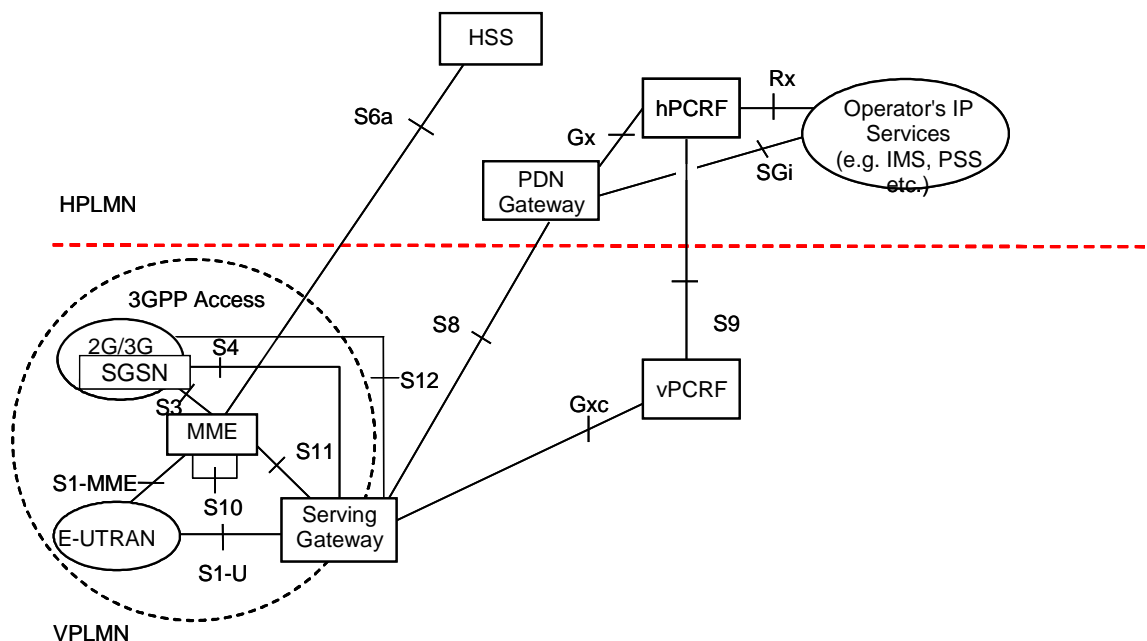 HSS
Rx
hPCRF
Operator's IP
Services
(e.g. IMS, PSS
etc.)
S6a
Gx
SGi
PDN
Gateway
HPLMN
3GPP Access
S8
S9
2G/3G
S4
SGSN
S12
vPCRF
S3
Gxc
MME
S11
S1-MME
S10
Serving
Gateway
E-UTRAN
S1-U
VPLMN